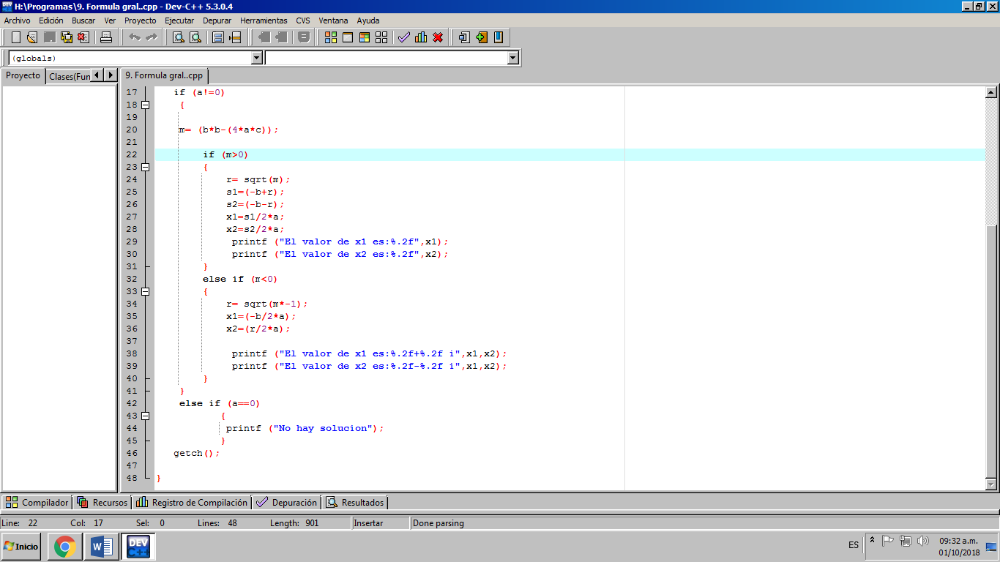 H:\Programas\9. Formula gral..cpp - Dev-C++ 5.3.0.4
Archivo Edición Buscar Ver Proyecto Ejecutar Depurar Herramientas CVS Ventana Ayuda
(globals)
Proyecto Clases(Fun 9. Formula gral..cpp
17 if (a!=0)
18 {
19
20 m= (b*b-(4*a*c));
21
22 if (m>0)
23 {
24 r= sqrt(m);
25 s1=(-b+r);
26 s2=(-b-r);
27 x1=s1/2*a;
28 x2=s2/2*a;
29 printf ("El valor de x1 es:%.2f",x1);
30 printf ("El valor de x2 es:%.2f",x2);
31 }
32 else if (m<0)
33 {
34 r= sqrt(m*-1);
35 x1=(-b/2*a);
36 x2=(r/2*a);
37
38 printf ("El valor de x1 es:%.2f+%.2f i",x1,x2);
39 printf ("El valor de x2 es:%.2f-%.2f i",x1,x2);
40 }
41 }
42 else if (a==0)
43 {
44 printf ("No hay solucion");
45 }
46 getch();
47
48 }
Compilador Recursos Registro de Compilación Depuración Resultados
Line: 22 Col: 17 Sel: 0 Lines: 48 Length: 901 Insertar Done parsing
Inicio W DEV C++ ES 09:32 a.m.
01/10/2018